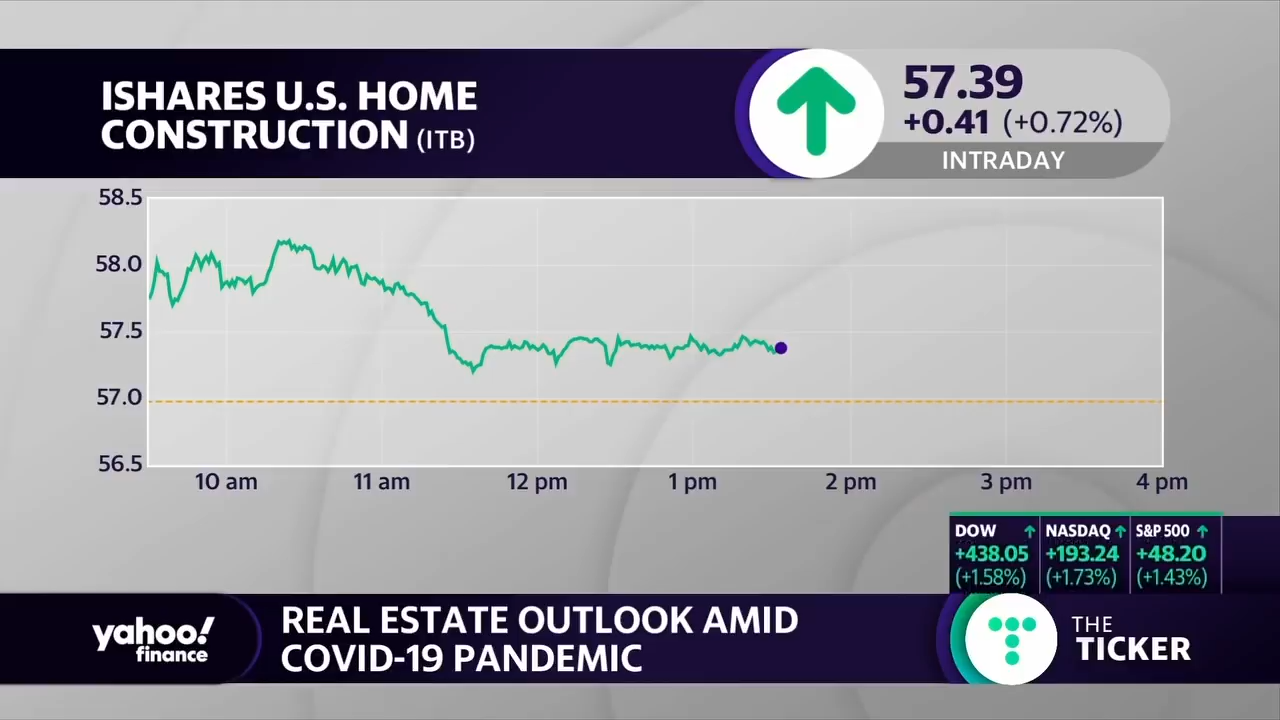 ISHARES U.S. HOME
CONSTRUCTION (ITB)
57.39
+0.41 (+0.72%)
INTRADAY
58.5
58.0
57.5
57.0
56.5
10 am 11 am 12 pm 1 pm 2 pm 3 pm 4 pm
DOW NASDAQ S&P 500
+438.05 +193.24 +48.20
(+1.58%) (+1.73%) (+1.43%)
yahoo!
finance
REAL ESTATE OUTLOOK AMID
COVID-19 PANDEMIC
THE
TICKER